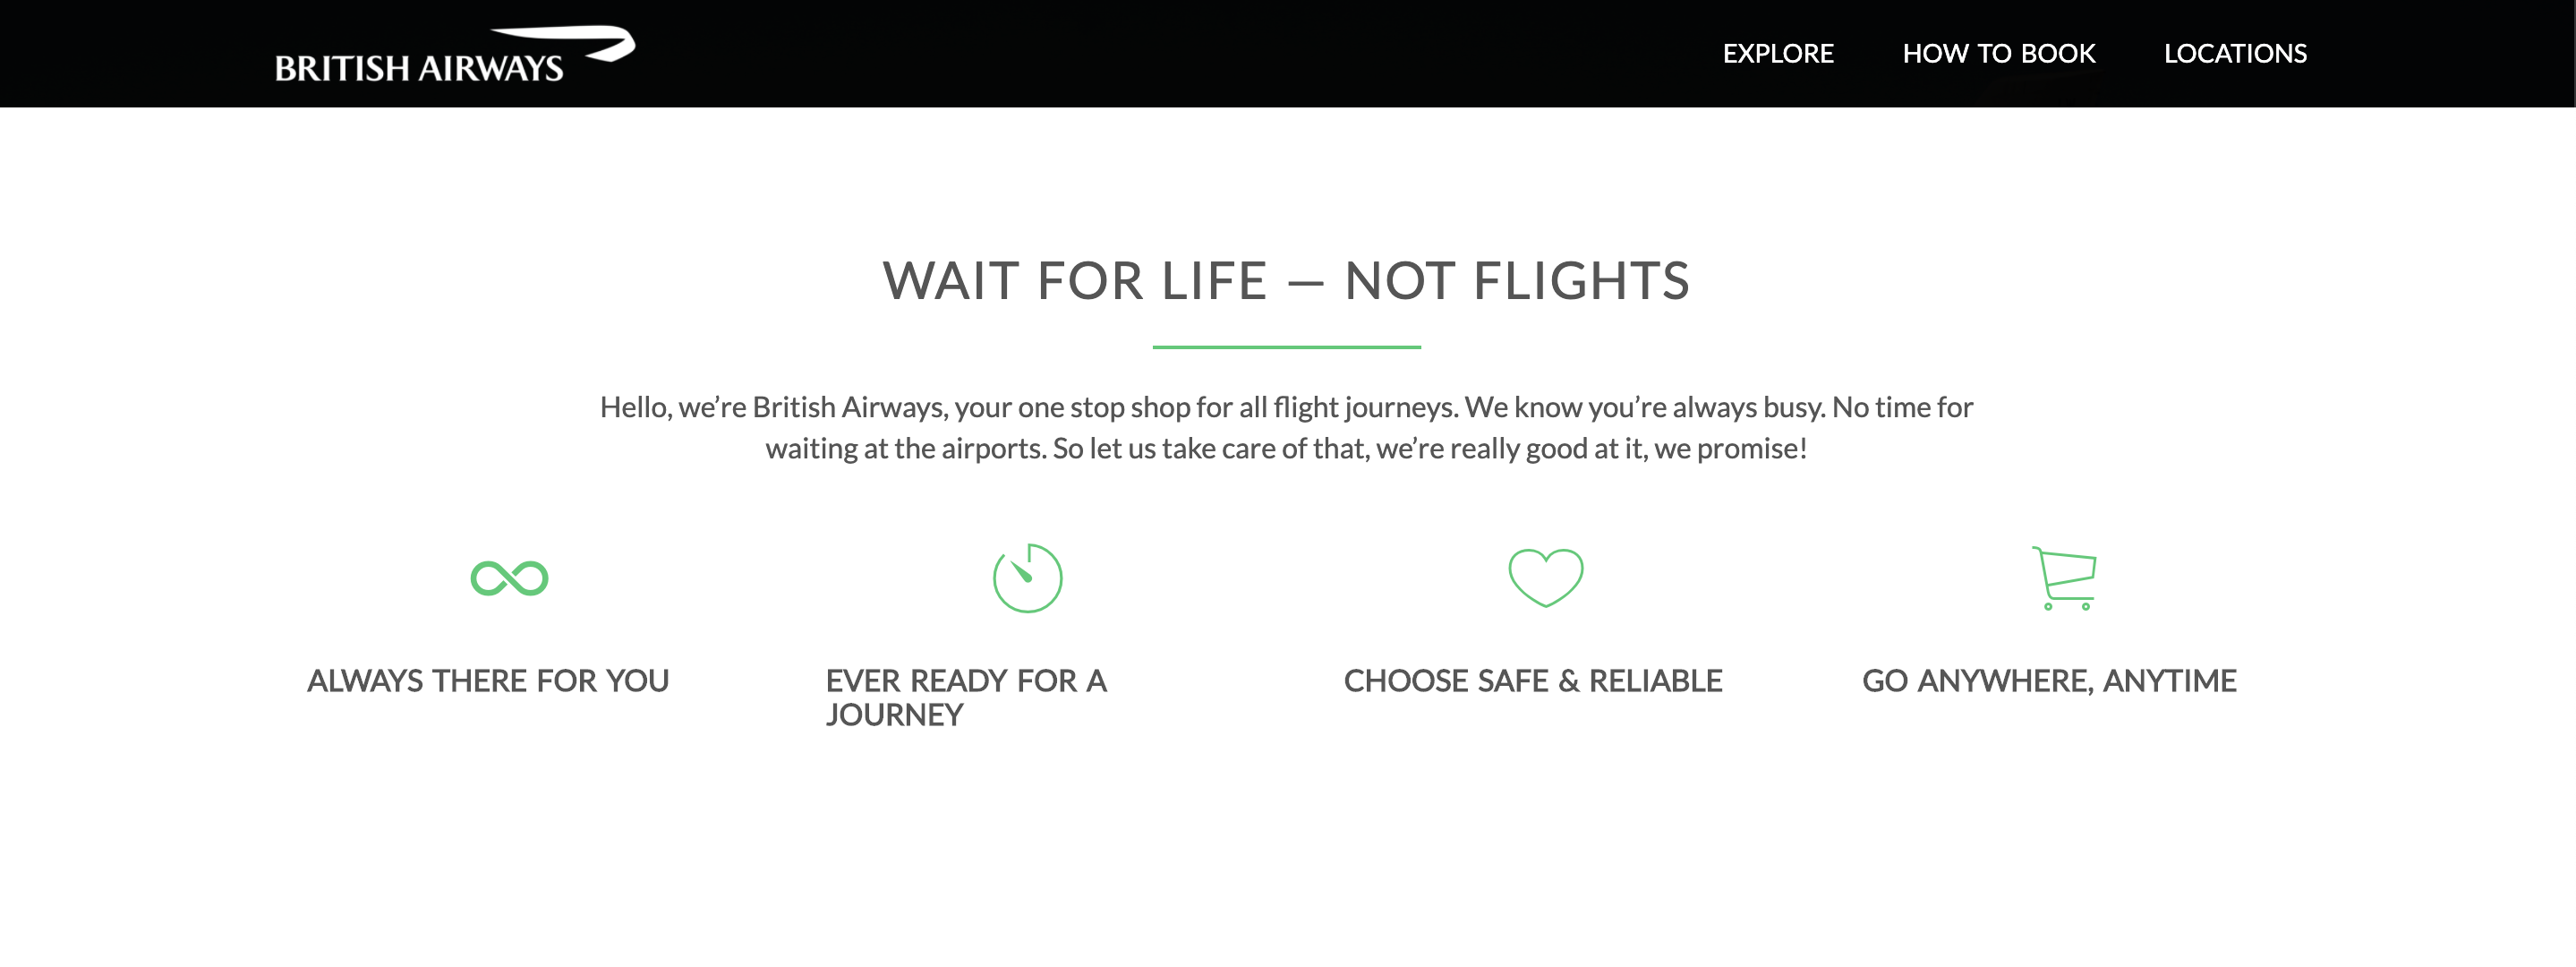 BRITISH AIRWAYS
EXPLORE
HOW TO BOOK
LOCATIONS
WAIT FOR LIFE — NOT FLIGHTS
Hello, we’re British Airways, your one stop shop for all flight journeys. We know you’re always busy. No time for
waiting at the airports. So let us take care of that, we’re really good at it, we promise!
ALWAYS THERE FOR YOU
EVER READY FOR A
JOURNEY
CHOOSE SAFE & RELIABLE
GO ANYWHERE, ANYTIME